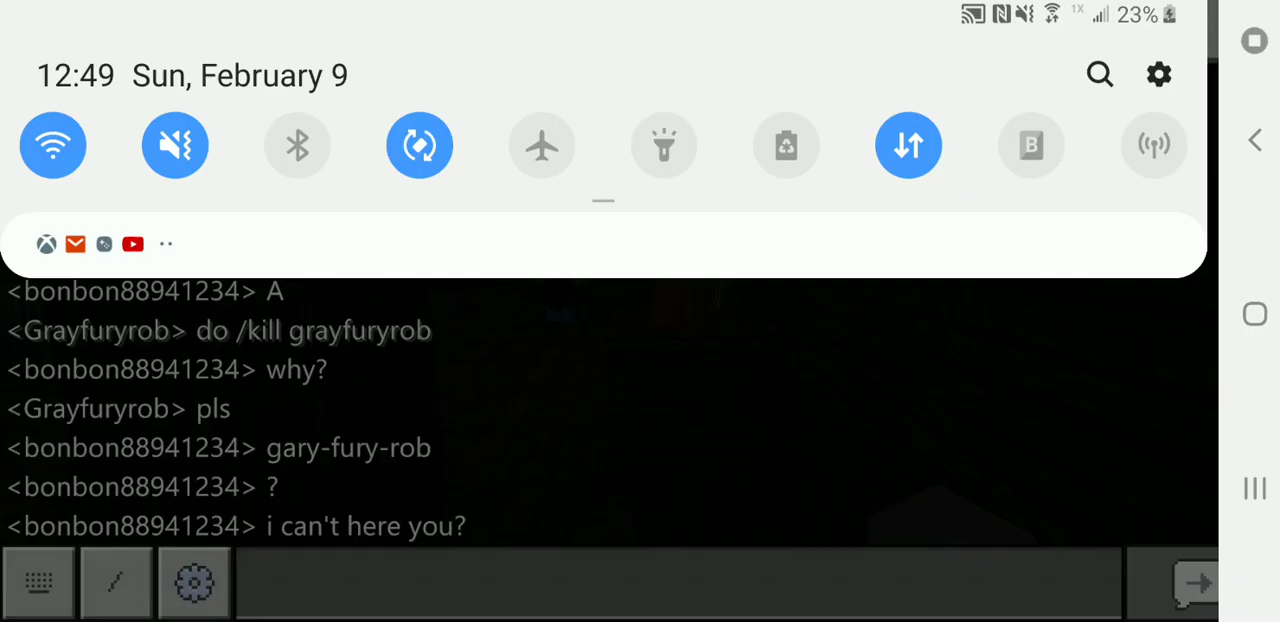 1X 23%
12:49 Sun, February 9
B
<bonbon88941234> A
<Grayfuryrob> do /kill grayfuryrob
<bonbon88941234> why?
<Grayfuryrob> pls
<bonbon88941234> gary-fury-rob
<bonbon88941234> ?
<bonbon88941234> i can't here you?
/